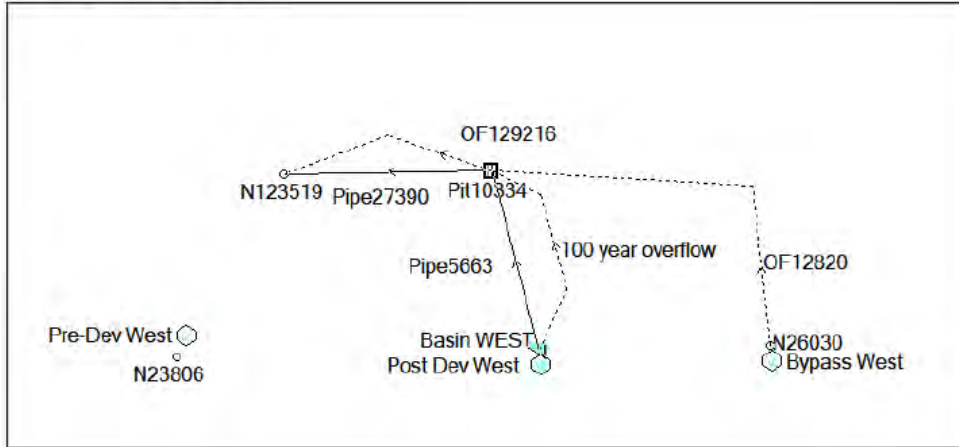 OF129216
N123519
Pipe27390
Pit10334
100 year overflow
Pipe5663
OF12820
Pre-Dev West
N23806
Basin WEST
Post Dev West
N26030
Bypass West